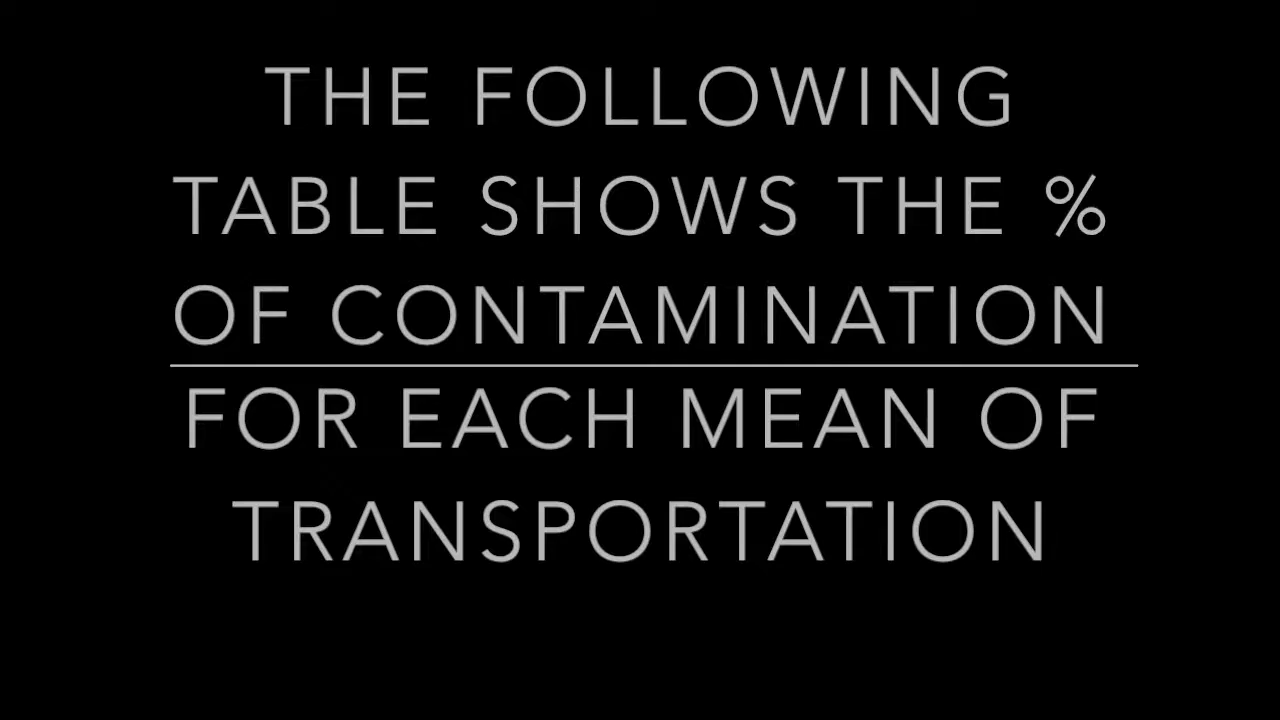 THE FOLLOWING
TABLE SHOWS THE %
OF CONTAMINATION
FOR EACH MEAN OF
TRANSPORTATION